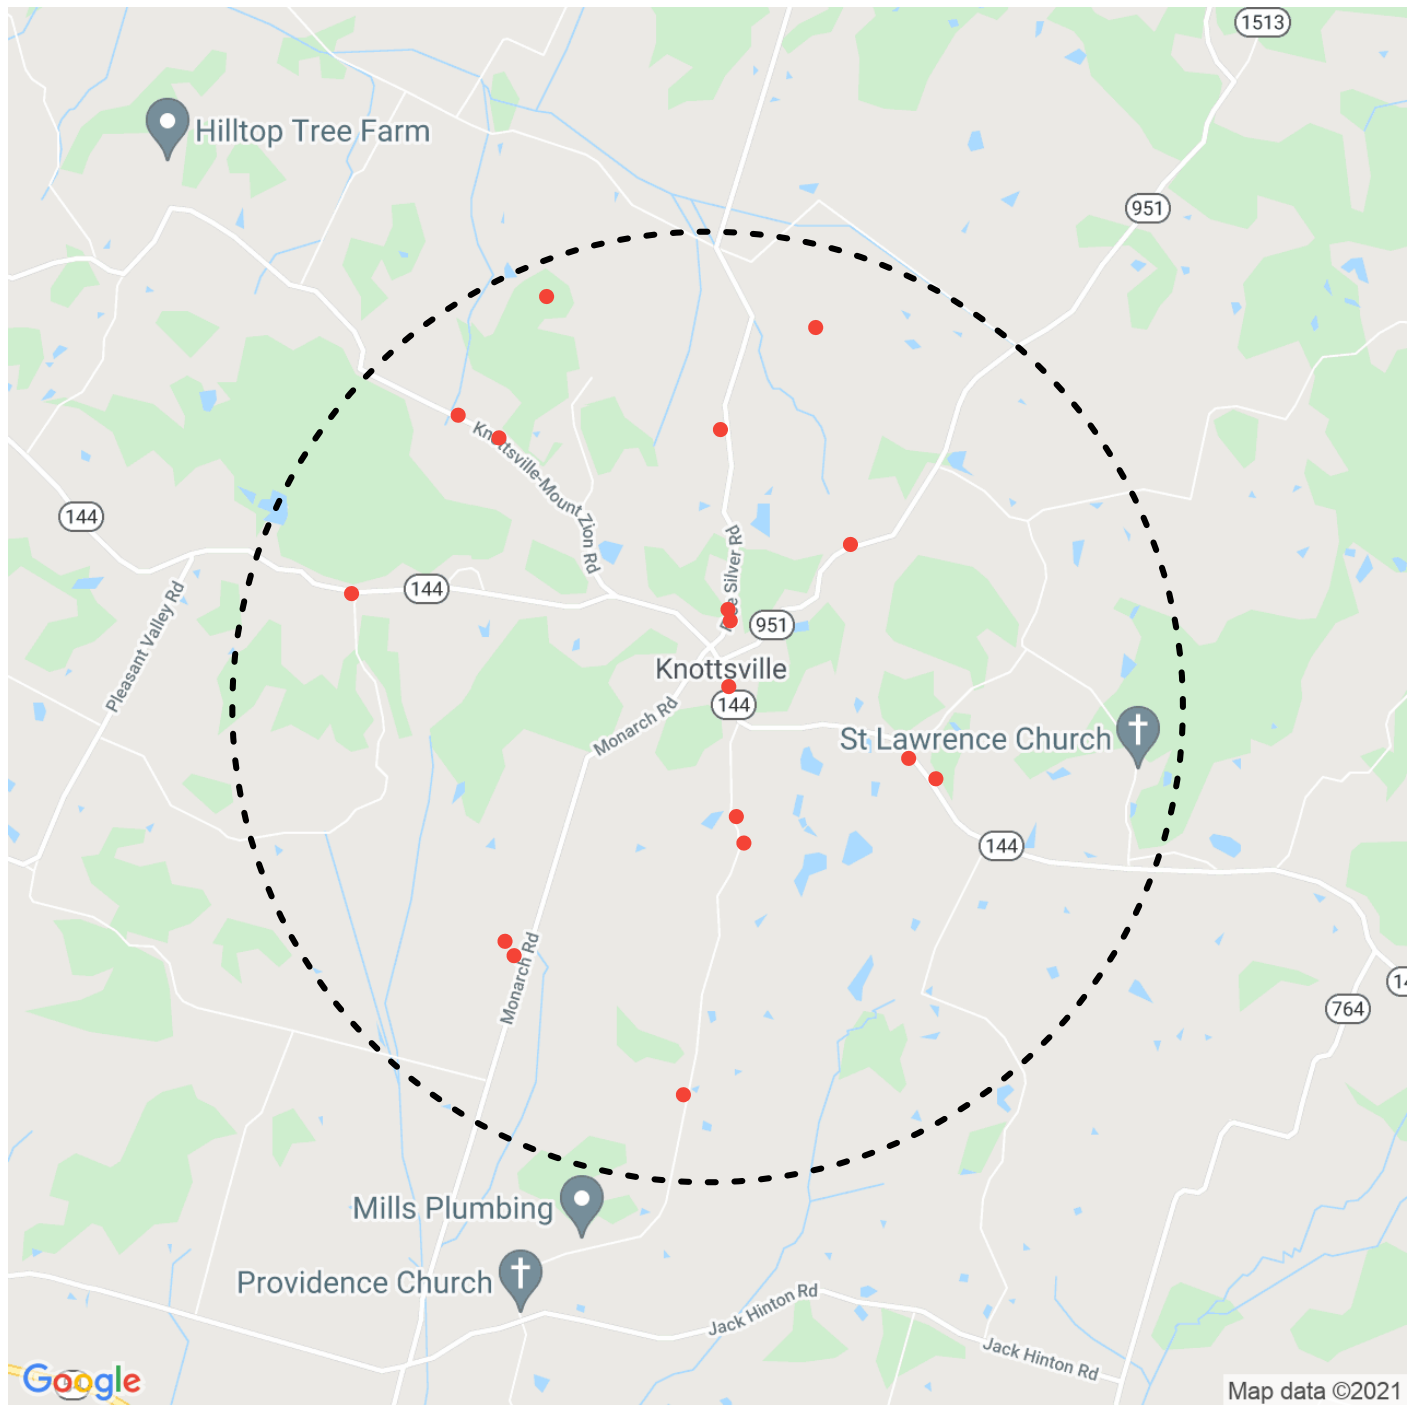 1513
Hilltop Tree Farm
951
Knottsville-Mount Zion Rd
144
144
Silver Rd
951
Pleasant Valley Rd
Knottsville
144
Monarch Rd
St Lawrence Church
144
Monarch Rd
764
Mills Plumbing
Providence Church
Jack Hinton Rd
Jack Hinton Rd
Google
Map data ©2021